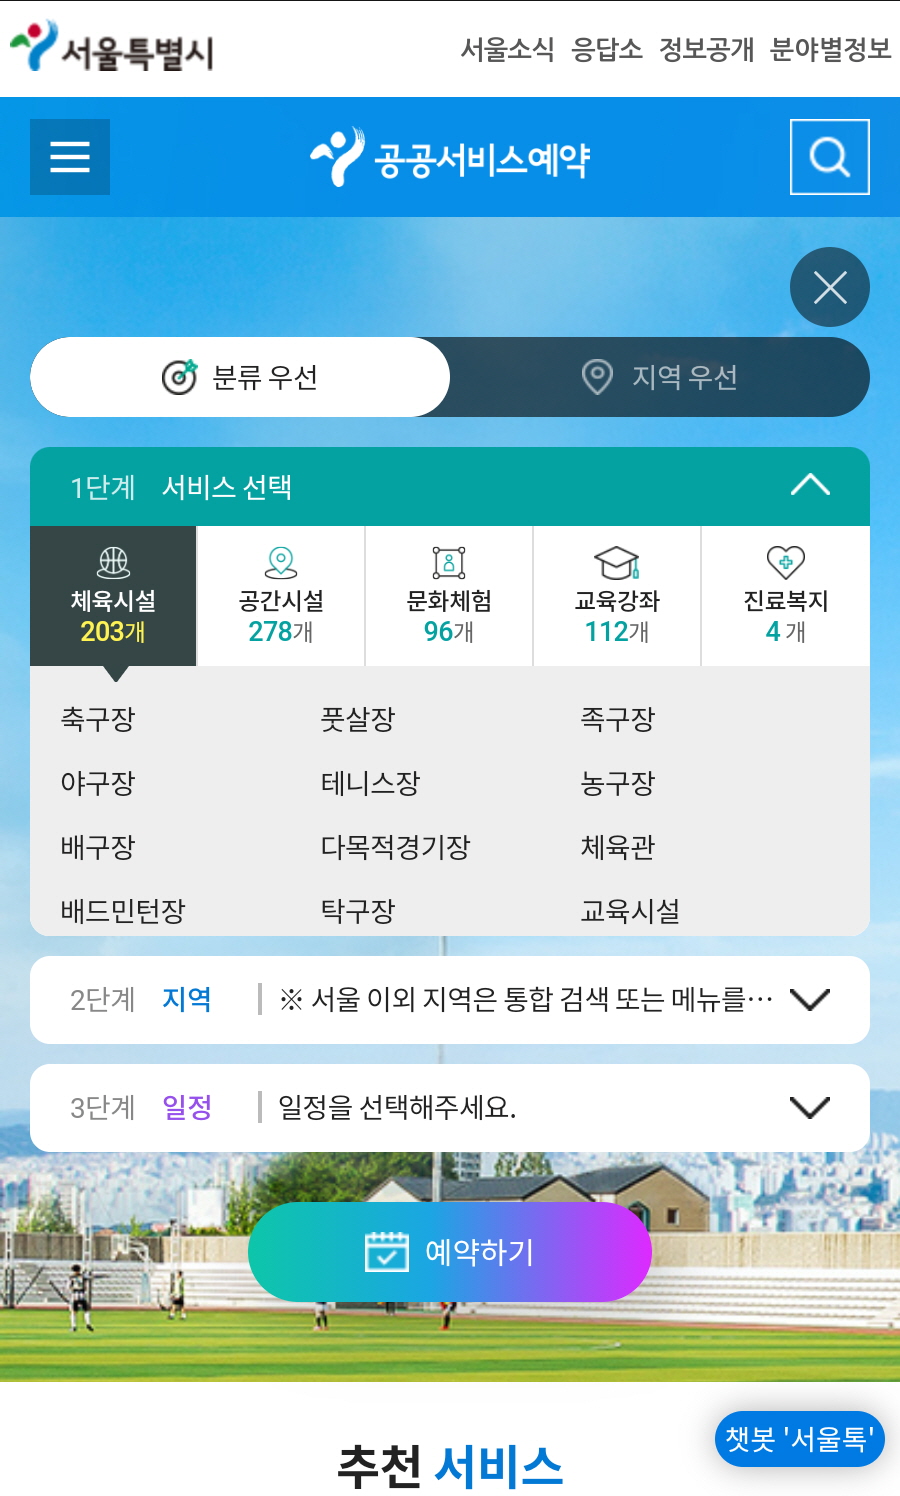 서울특별시
서울소식 응답소 정보공개 분야별정보
공공서비스예약
분류 우선
지역 우선
1단계 서비스 선택
체육시설
203개
공간시설
278개
문화체험
96개
교육강좌
112개
진료복지
4 개
축구장 풋살장 족구장
야구장 테니스장 농구장
배구장 다목적경기장 체육관
배드민턴장 탁구장 교육시설
2단계 지역 ※ 서울 이외 지역은 통합 검색 또는 메뉴를…
3단계 일정 일정을 선택해주세요.
예약하기
챗봇 '서울톡'
추천 서비스